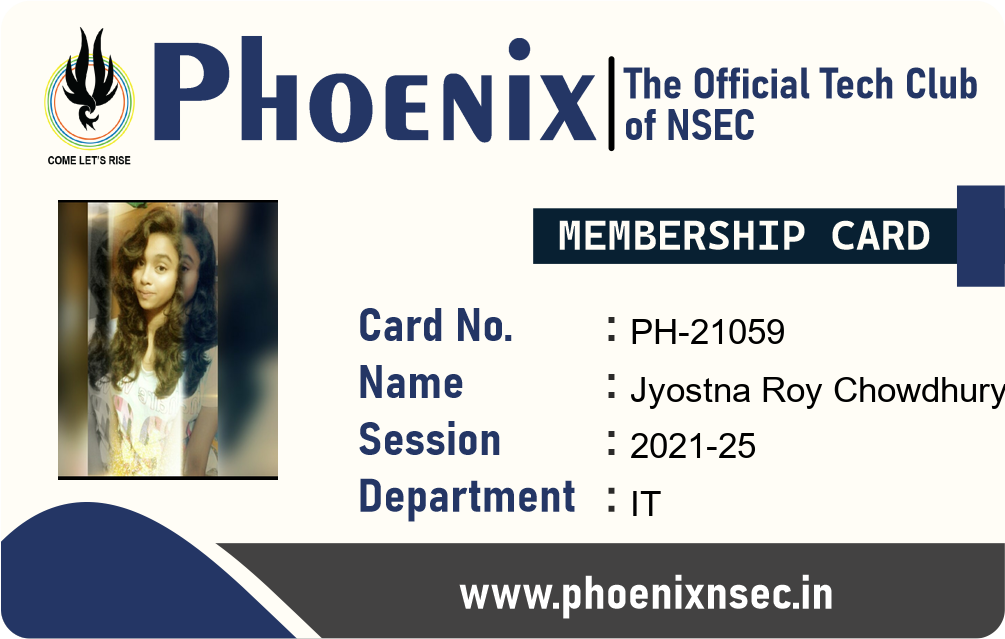 COME LET'S RISE
PHOENIX
The Official Tech Club
of NSEC
MEMBERSHIP CARD
Card No. : PH-21059
Name : Jyostna Roy Chowdhury
Session : 2021-25
Department : IT
www.phoenixnsec.in